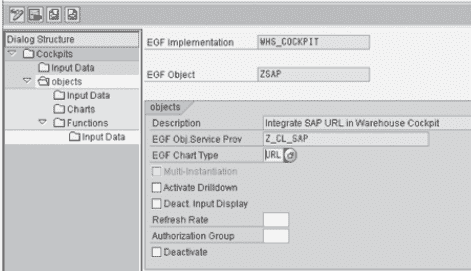 Dialog Structure
Cockpits
Input Data
objects
Input Data
Charts
Functions
Input Data
EGF Implementation WHS_COCKPIT
EGF Object ZSAP
objects
Description Integrate SAP URL in Warehouse Cockpit
EGF Obj.Service Prov Z_CL_SAP
EGF Chart Type URL
Multi-Instantiation
Activate Drilldown
Deact. Input Display
Refresh Rate
Authorization Group
Deactivate